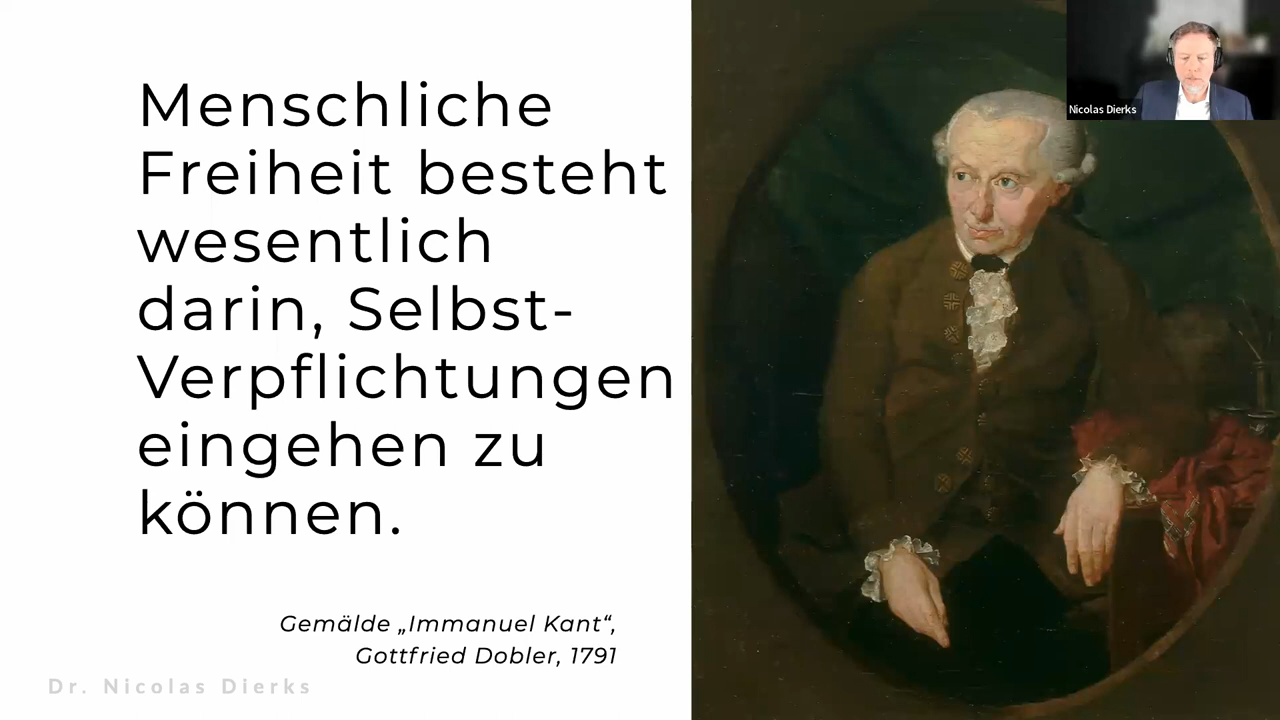 Menschliche
Freiheit besteht
wesentlich
darin, Selbst-
Verpflichtungen
eingehen zu
können.
Gemälde „Immanuel Kant“,
Gottfried Dobler, 1791
Dr. Nicolas Dierks
Nicolas Dierks